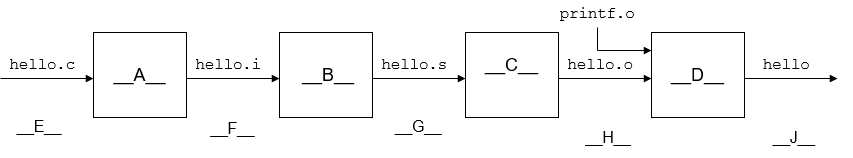 printf.o
hello.c
__A__
hello.i
__B__
hello.s
__C__
hello.o
__D__
hello
__E__
__F__
__G__
__H__
__J__